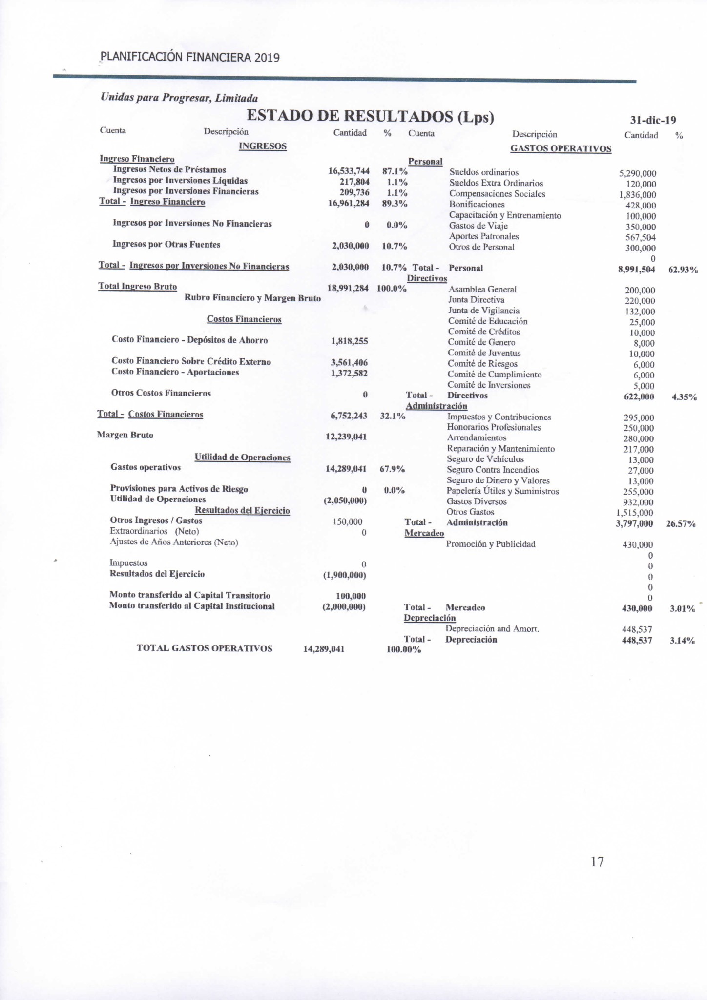 PLANIFICACIÓN FINANCIERA 2019
Unidas para Progresar, Limitada
ESTADO DE RESULTADOS (Lps) 31-dic-19
Cuenta Descripción Cantidad % Cuenta Descripción Cantidad %
INGRESOS
Ingreso Financiero
Ingresos Netos de Préstamos 16,533,744 87.1%
Ingresos por Inversiones Líquidas 217,804 1.1%
Ingresos por Inversiones Financieras 209,736 1.1%
Total - Ingreso Financiero 16,961,284 89.3%
Ingresos por Inversiones No Financieras 0 0.0%
Ingresos por Otras Fuentes 2,030,000 10.7%
Total - Ingresos por Inversiones No Financieras 2,030,000 10.7%
Total Ingreso Bruto 18,991,284 100.0%
Rubro Financiero y Margen Bruto
Costos Financieros
Costo Financiero - Depósitos de Ahorro 1,818,255
Costo Financiero Sobre Crédito Externo 3,561,406
Costo Financiero - Aportaciones 1,372,582
Otros Costos Financieros 0
Total - Costos Financieros 6,752,243 32.1%
Margen Bruto 12,239,041
Utilidad de Operaciones
Gastos operativos 14,289,041 67.9%
Provisiones para Activos de Riesgo 0 0.0%
Utilidad de Operaciones (2,050,000)
Resultados del Ejercicio
Otros Ingresos / Gastos 150,000
Extraordinarios (Neto) 0
Ajustes de Años Anteriores (Neto)
Impuestos 0
Resultados del Ejercicio (1,900,000)
Monto transferido al Capital Transitorio 100,000
Monto transferido al Capital Institucional (2,000,000)
GASTOS OPERATIVOS
Personal
Sueldos ordinarios 5,290,000
Sueldos Extra Ordinarios 120,000
Compensaciones Sociales 1,836,000
Bonificaciones 428,000
Capacitación y Entrenamiento 100,000
Gastos de Viaje 350,000
Aportes Patronales 567,504
Otros de Personal 300,000
0
Total - Personal 8,991,504 62.93%
Directivos
Asamblea General 200,000
Junta Directiva 220,000
Junta de Vigilancia 132,000
Comité de Educación 25,000
Comité de Créditos 10,000
Comité de Genero 8,000
Comité de Juventus 10,000
Comité de Riesgos 6,000
Comité de Cumplimiento 6,000
Comité de Inversiones 5,000
Total - Directivos 622,000 4.35%
Administración
Impuestos y Contribuciones 295,000
Honorarios Profesionales 250,000
Arrendamientos 280,000
Reparación y Mantenimiento 217,000
Seguro de Vehículos 13,000
Seguro Contra Incendios 27,000
Seguro de Dinero y Valores 13,000
Papelería Útiles y Suministros 255,000
Gastos Diversos 932,000
Otros Gastos 1,515,000
Total - Administración 3,797,000 26.57%
Mercadeo
Promoción y Publicidad 430,000
0
0
0
0
0
Total - Mercadeo 430,000 3.01%
Depreciación
Depreciación and Amort. 448,537
Total - Depreciación 448,537 3.14%
TOTAL GASTOS OPERATIVOS 14,289,041 100.00%
17